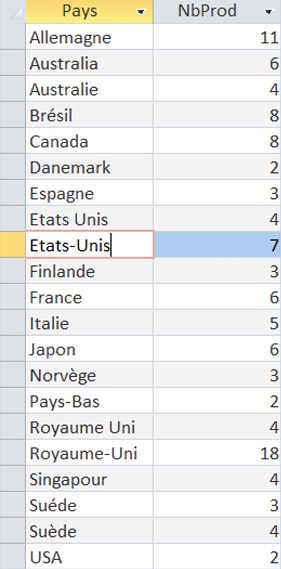 Pays NbProd
Allemagne 11
Australia 6
Australie 4
Brésil 8
Canada 8
Danemark 2
Espagne 3
Etats Unis 4
Etats-Unis 7
Finlande 3
France 6
Italie 5
Japon 6
Norvège 3
Pays-Bas 2
Royaume Uni 4
Royaume-Uni 18
Singapour 4
Suéde 3
Suède 4
USA 2